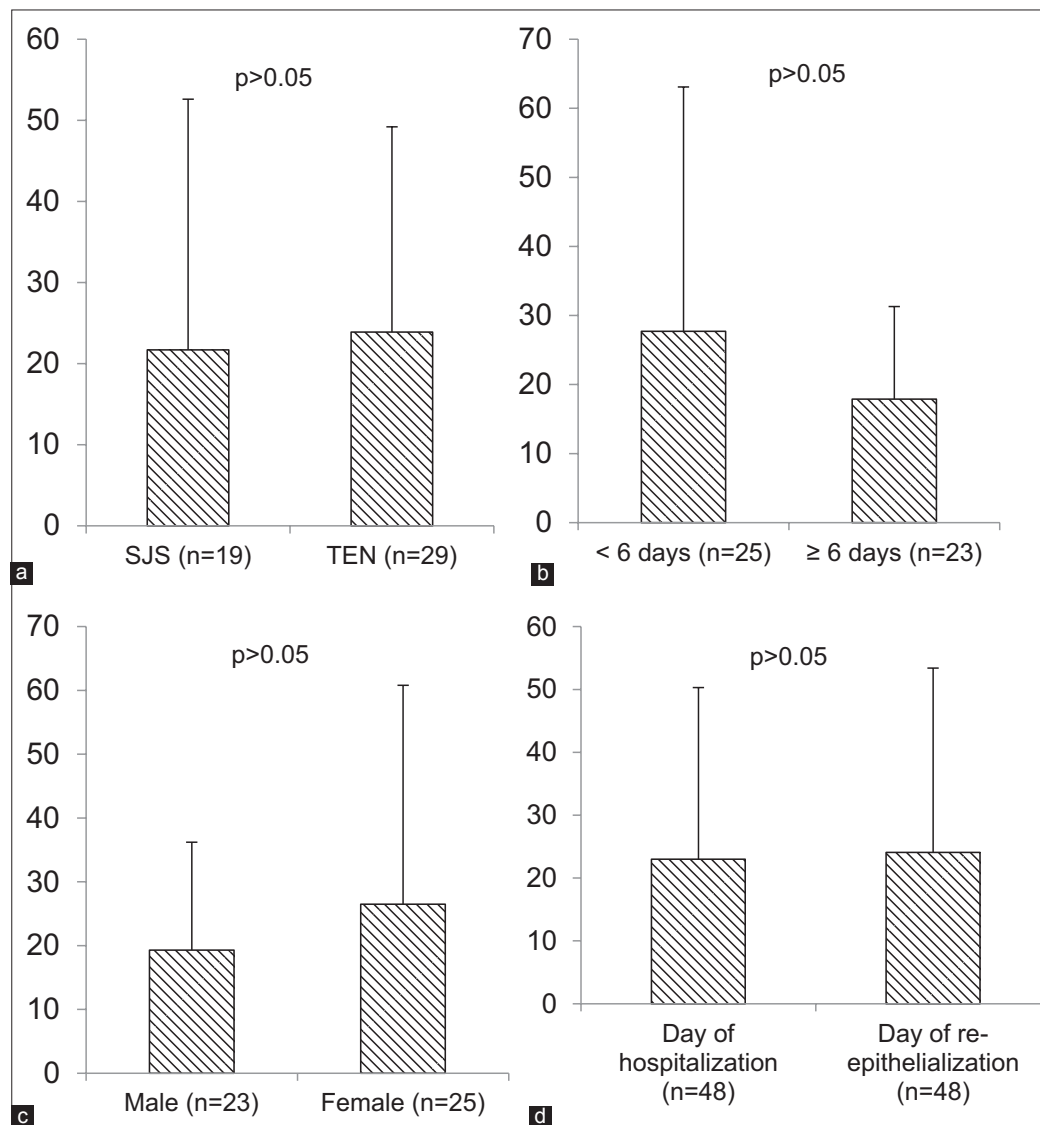 60
50
40
30
20
10
0
p>0.05
SJS (n=19) TEN (n=29)
a
70
60
50
40
30
20
10
0
p>0.05
< 6 days (n=25) ≥ 6 days (n=23)
b
70
60
50
40
30
20
10
0
p>0.05
Male (n=23) Female (n=25)
c
60
50
40
30
20
10
0
p>0.05
Day of
hospitalization
(n=48)
Day of re-
epithelialization
(n=48)
d